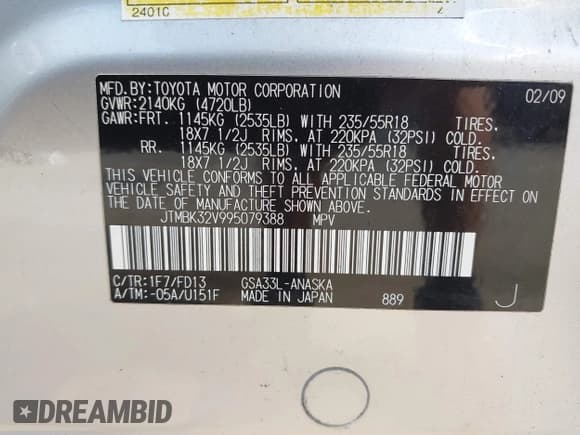 2401C 2
MFD.BY:TOYOTA MOTOR CORPORATION 02/09
GVWR:2140KG (4720LB)
GAWR:FRT. 1145KG (2535LB) WITH 235/55R18 TIRES.
18X7 1/2J RIMS, AT 220KPA (32PSI) COLD.
RR. 1145KG (2535LB) WITH 235/55R18 TIRES.
18X7 1/2J RIMS, AT 220KPA (32PSI) COLD.
THIS VEHICLE CONFORMS TO ALL APPLICABLE FEDERAL MOTOR
VEHICLE SAFETY AND THEFT PREVENTION STANDARDS IN EFFECT ON
THE DATE OF MANUFACTURE SHOWN ABOVE.
JTMBK32V995079388 MPV
C/TR:1F7/FD13 GSA33L-ANASKA
A/TM:-05A/U151F MADE IN JAPAN 889 J
DREAMBID